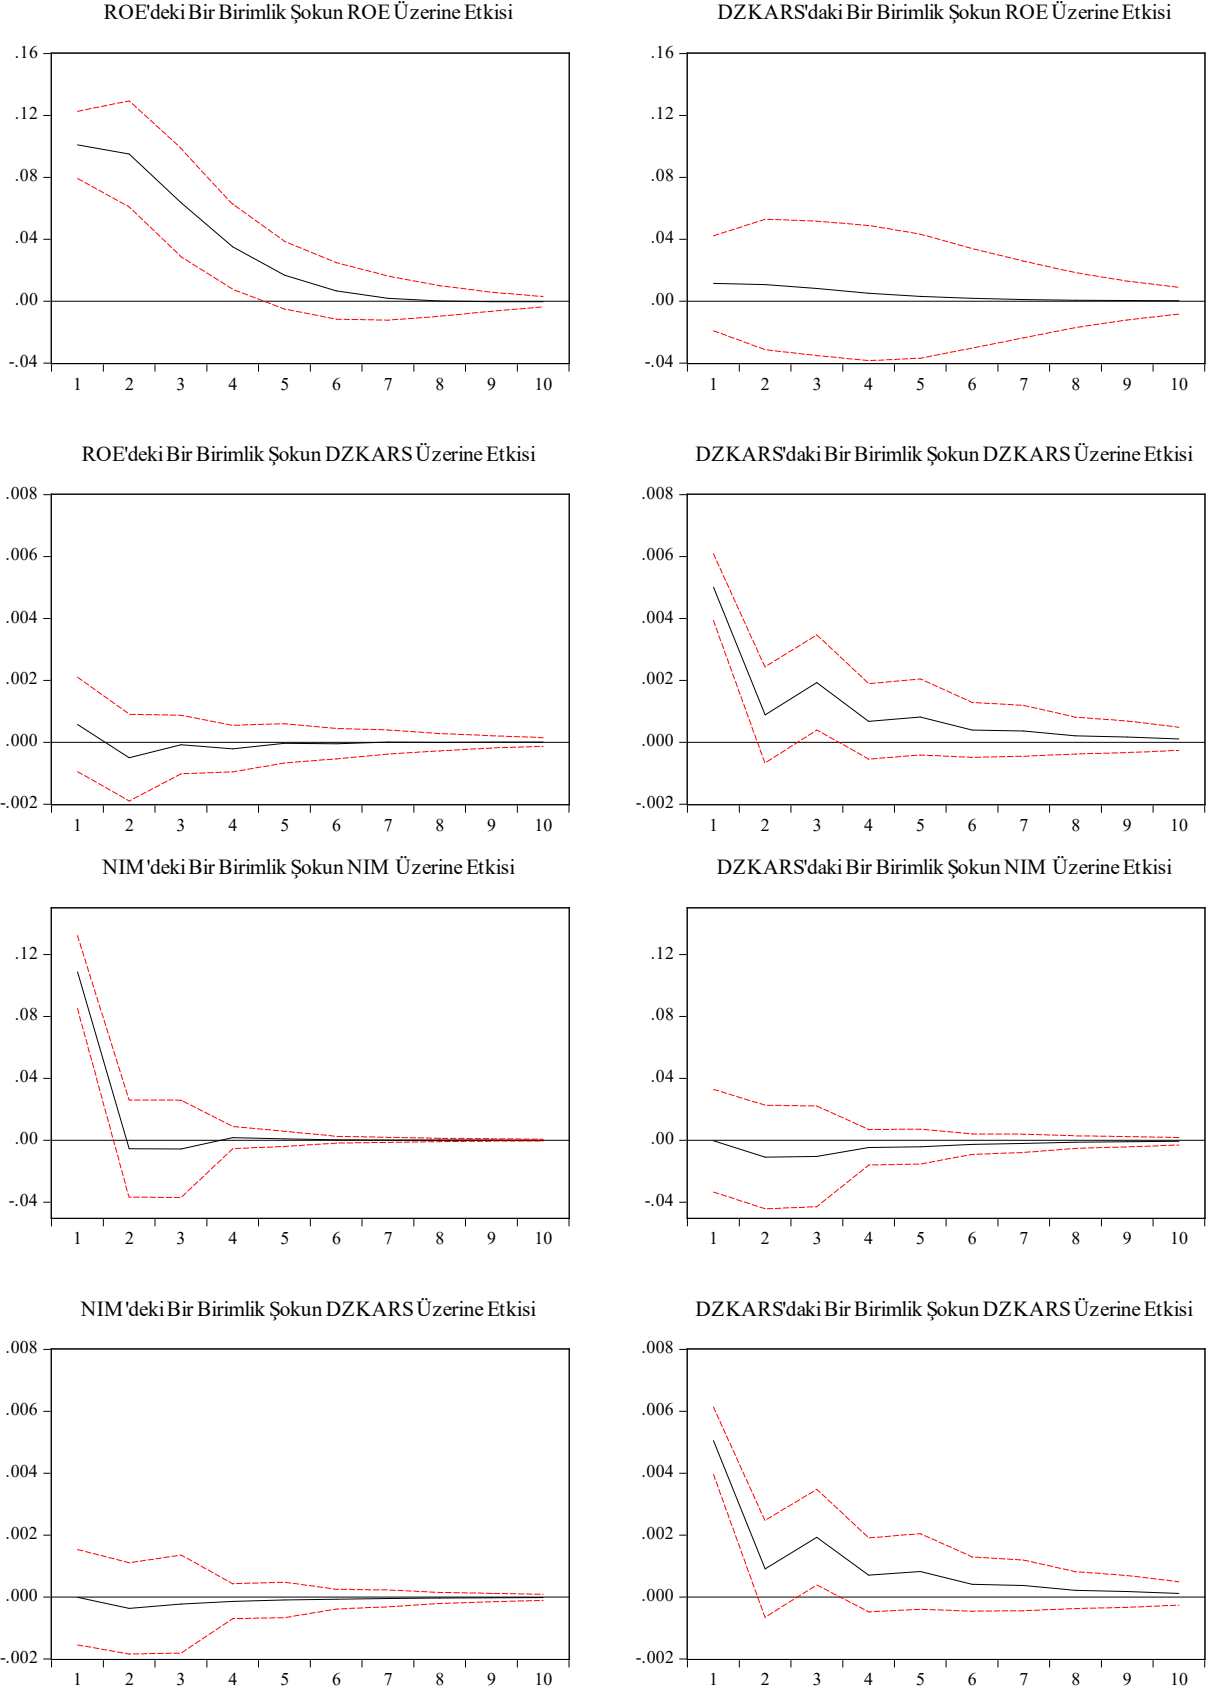 ROE'deki Bir Birimlik Şokun ROE Üzerine Etkisi
.16
.12
.08
.04
.00
-.04
1 2 3 4 5 6 7 8 9 10
DZKARS'daki Bir Birimlik Şokun ROE Üzerine Etkisi
.16
.12
.08
.04
.00
-.04
1 2 3 4 5 6 7 8 9 10
ROE'deki Bir Birimlik Şokun DZKARS Üzerine Etkisi
.008
.006
.004
.002
.000
-.002
1 2 3 4 5 6 7 8 9 10
DZKARS'daki Bir Birimlik Şokun DZKARS Üzerine Etkisi
.008
.006
.004
.002
.000
-.002
1 2 3 4 5 6 7 8 9 10
NIM'deki Bir Birimlik Şokun NIM Üzerine Etkisi
.12
.08
.04
.00
-.04
1 2 3 4 5 6 7 8 9 10
DZKARS'daki Bir Birimlik Şokun NIM Üzerine Etkisi
.12
.08
.04
.00
-.04
1 2 3 4 5 6 7 8 9 10
NIM'deki Bir Birimlik Şokun DZKARS Üzerine Etkisi
.008
.006
.004
.002
.000
-.002
1 2 3 4 5 6 7 8 9 10
DZKARS'daki Bir Birimlik Şokun DZKARS Üzerine Etkisi
.008
.006
.004
.002
.000
-.002
1 2 3 4 5 6 7 8 9 10